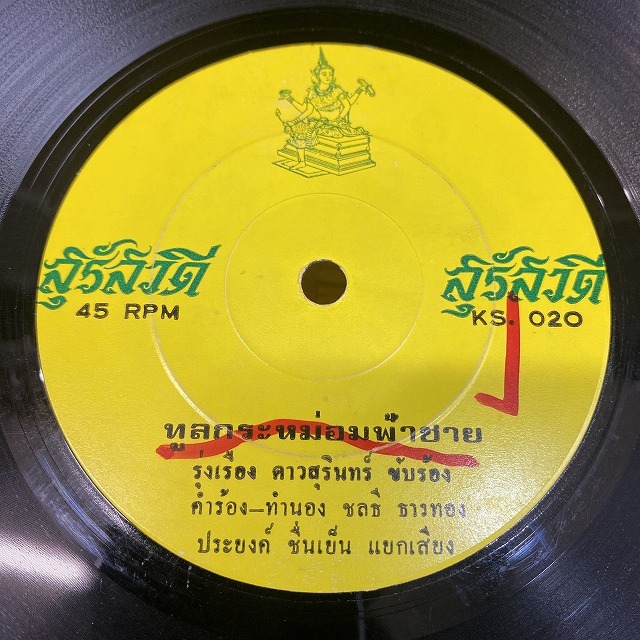 สุรัสวดี
45 RPM
สุรัสวดี
KS. 020
ทูลกระหม่อมฟ้าชาย
รุ่งเรือง ดาวสุรินทร์ ขับร้อง
คำร้อง-ทำนอง ชลธี ธารทอง
ประยงค์ ชื่นเย็น แยกเสียง